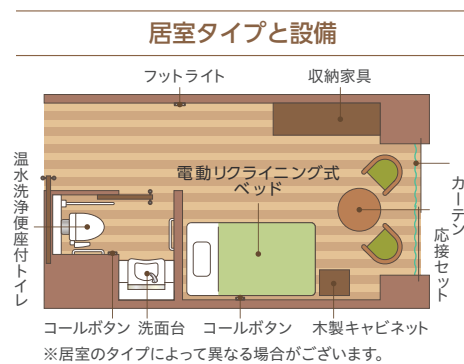 居室タイプと設備
フットライト
収納家具
温水洗浄便座付トイレ
電動リクライニング式
ベッド
カーテン
応接セット
コールボタン
洗面台
コールボタン
木製キャビネット
※居室のタイプによって異なる場合がございます。